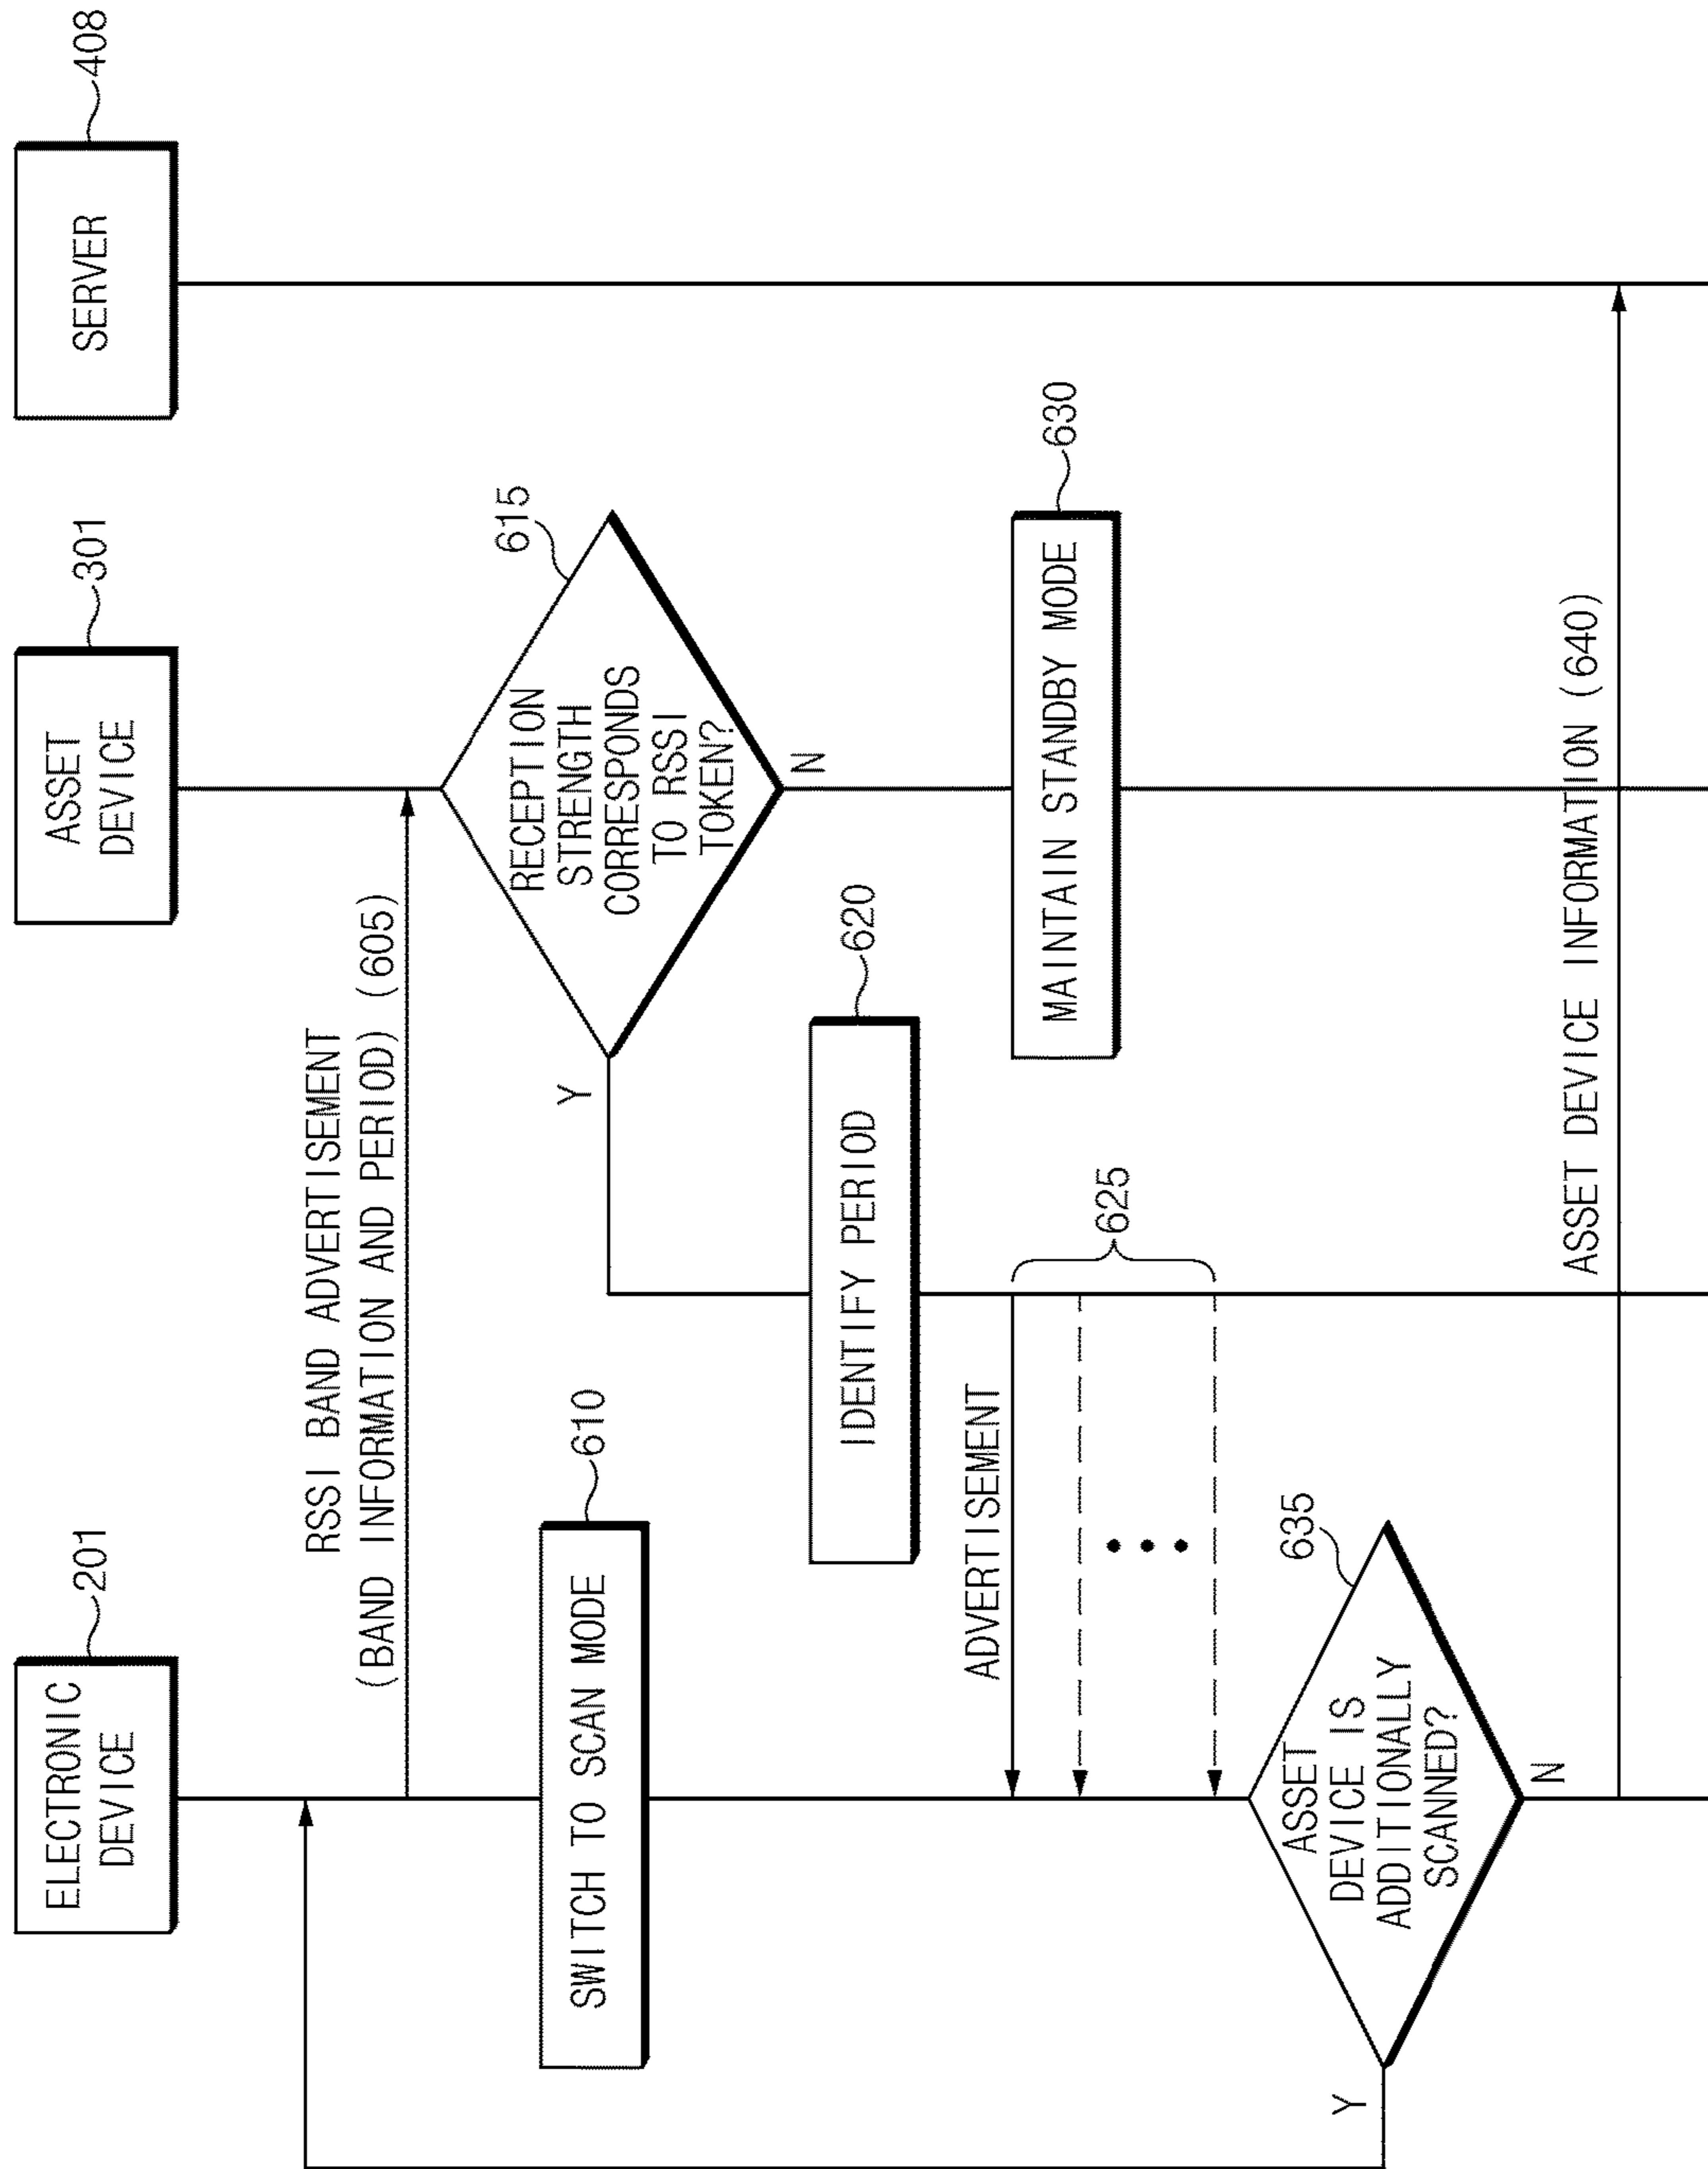 ELECTRONIC
DEVICE
201
ASSET
DEVICE
301
SERVER
408
RSSI BAND ADVERTISEMENT
(BAND INFORMATION AND PERIOD) (605)
SWITCH TO SCAN MODE
610
RECEPTION
STRENGTH
CORRESPONDS
TO RSSI
TOKEN?
615
Y
N
IDENTIFY PERIOD
620
ADVERTISEMENT
625
MAINTAIN STANDBY MODE
630
ASSET
DEVICE IS
ADDITIONALLY
SCANNED?
635
Y
N
ASSET DEVICE INFORMATION (640)